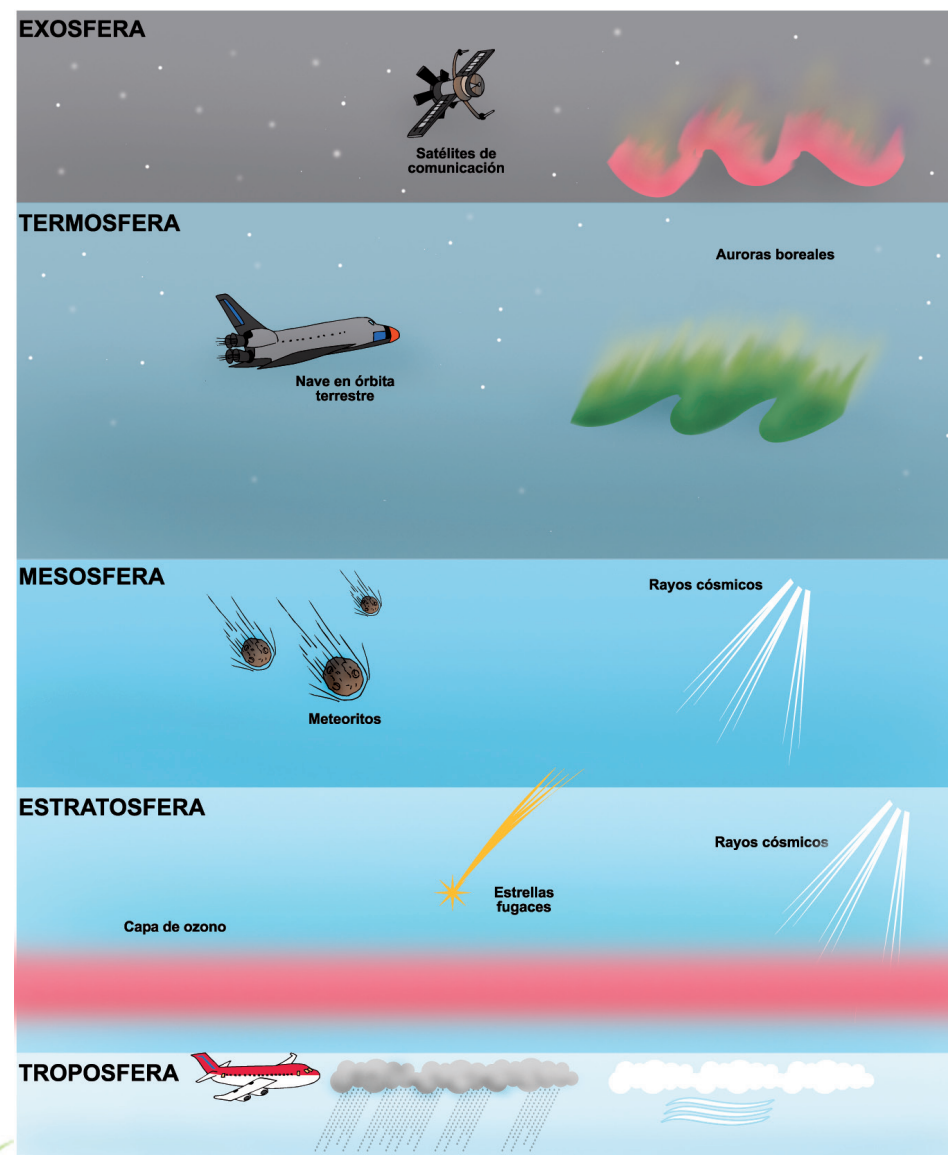 EXOSFERA
Satélites de
comunicación
TERMOSFERA
Auroras boreales
Nave en órbita
terrestre
MESOSFERA
Rayos cósmicos
Meteoritos
ESTRATOSFERA
Rayos cósmicos
Estrellas
fugaces
Capa de ozono
TROPOSFERA